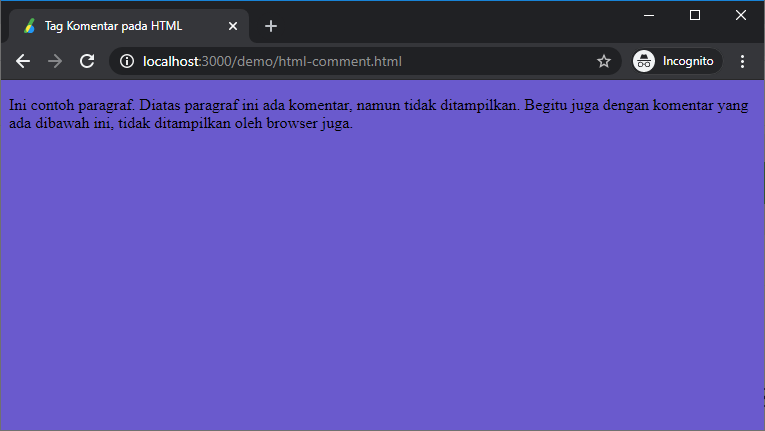 Tag Komentar pada HTML
localhost:3000/demo/html-comment.html
Incognito
Ini contoh paragraf. Diatas paragraf ini ada komentar, namun tidak ditampilkan. Begitu juga dengan komentar yang
ada dibawah ini, tidak ditampilkan oleh browser juga.